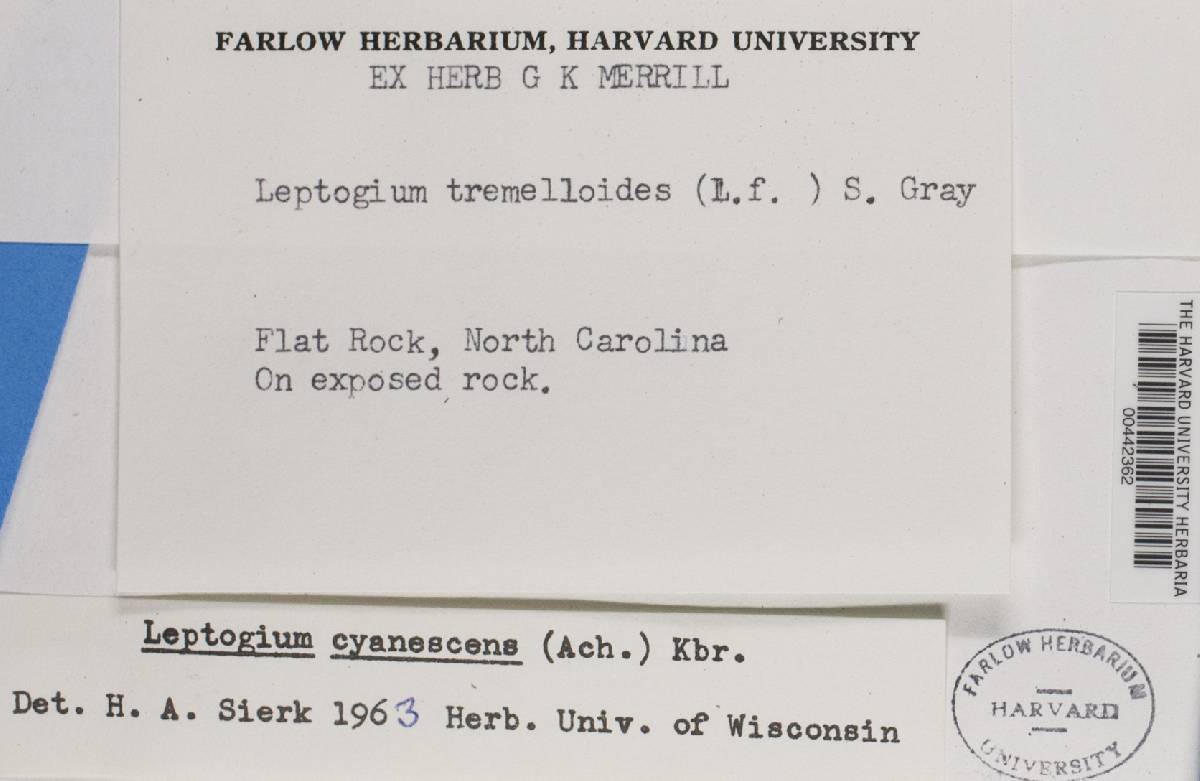 FARLOW HERBARIUM, HARVARD UNIVERSITY
EX HERB G K MERRILL
Leptogium tremelloides (L.f. ) S. Gray
Flat Rock, North Carolina
On exposed rock.
THE HARVARD UNIVERSITY HERBARIA
00442362
Leptogium cyanescens (Ach.) Kbr.
Det. H. A. Sierk 1963 Herb. Univ. of Wisconsin
FARLOW HERBARIUM
HARVARD
UNIVERSITY